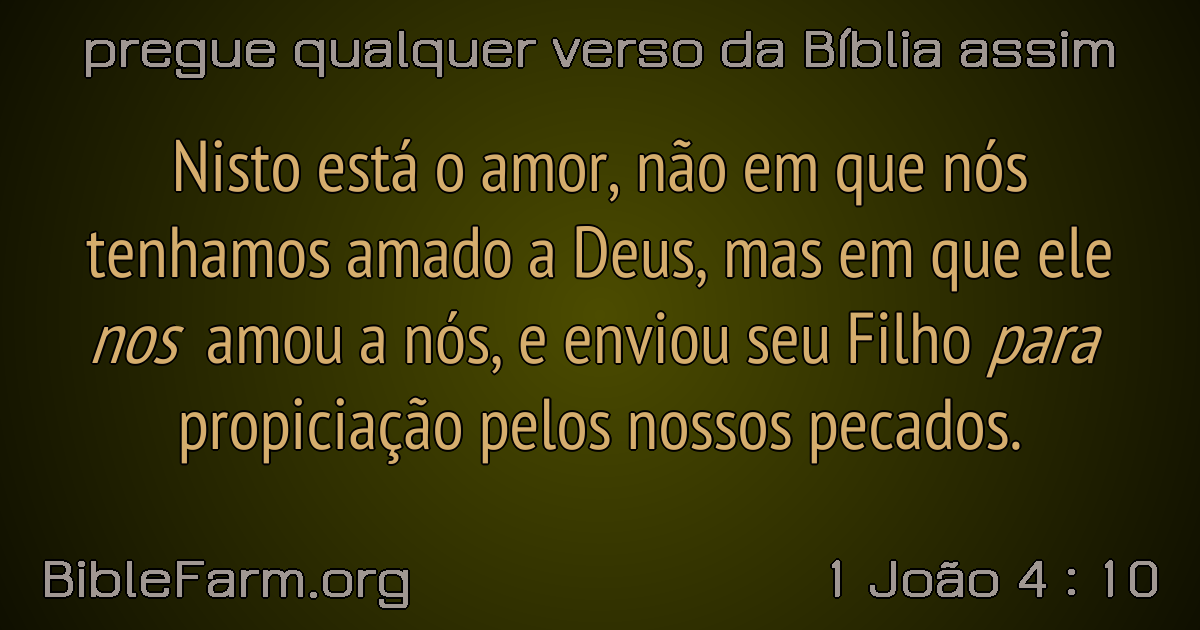 pregue qualquer verso da Bíblia assim
Nisto está o amor, não em que nós
tenhamos amado a Deus, mas em que ele
nos amou a nós, e enviou seu Filho para
propiciação pelos nossos pecados.
BibleFarm.org
1 João 4 : 10